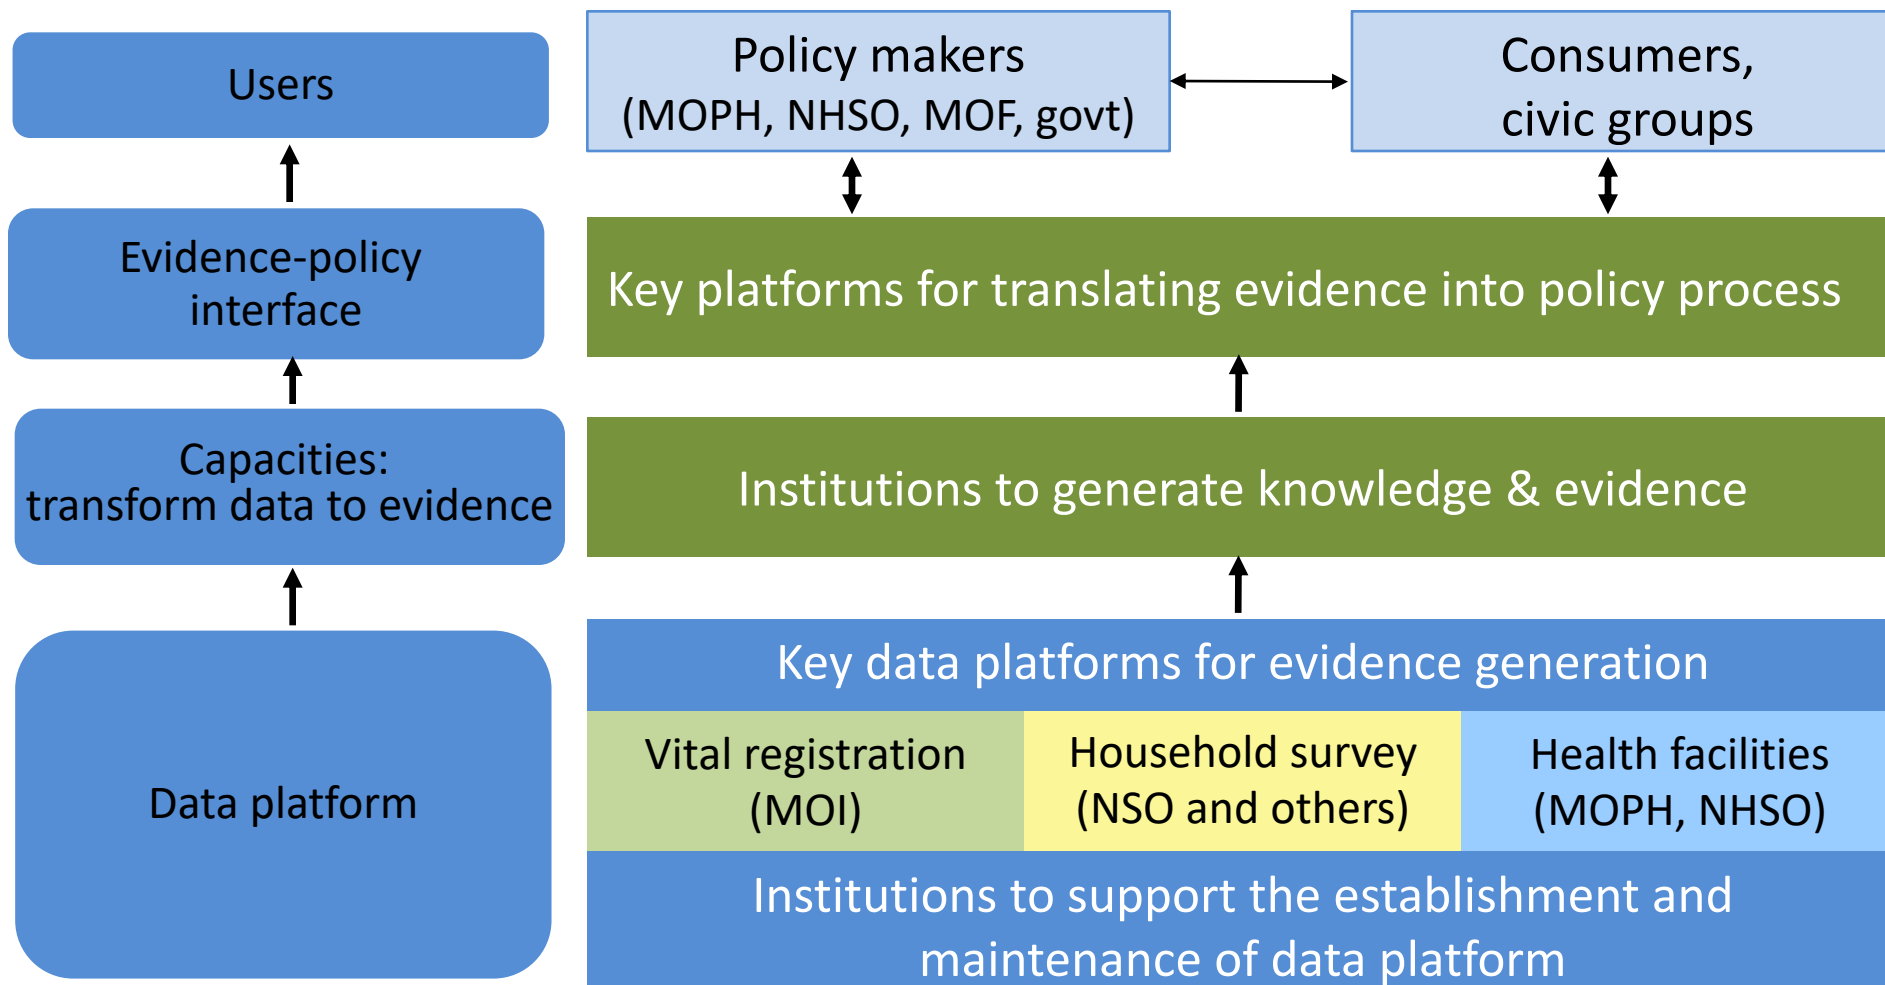 Users
Policy makers
(MOPH, NHSO, MOF, govt)
Consumers,
civic groups
Evidence-policy
interface
Key platforms for translating evidence into policy process
Capacities:
transform data to evidence
Institutions to generate knowledge & evidence
Data platform
Key data platforms for evidence generation
Vital registration
(MOI)
Household survey
(NSO and others)
Health facilities
(MOPH, NHSO)
Institutions to support the establishment and
maintenance of data platform